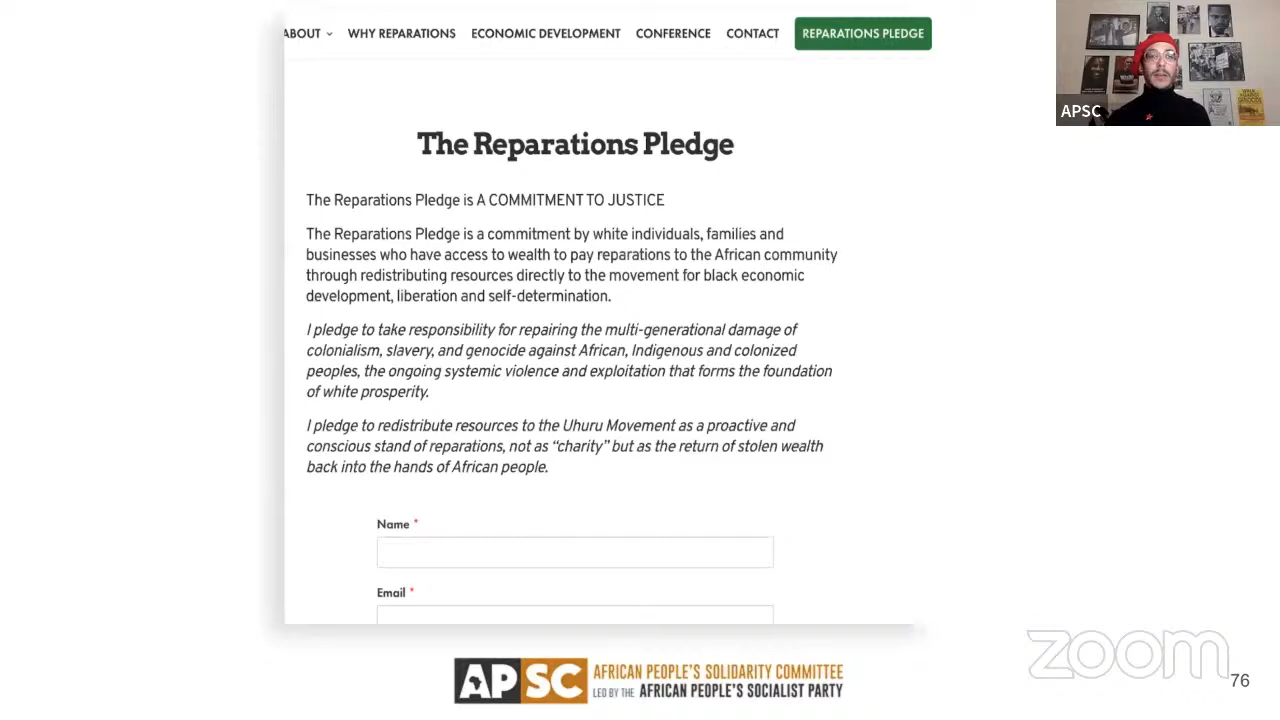 ABOUT WHY REPARATIONS ECONOMIC DEVELOPMENT CONFERENCE CONTACT REPARATIONS PLEDGE
APSC
The Reparations Pledge
The Reparations Pledge is A COMMITMENT TO JUSTICE
The Reparations Pledge is a commitment by white individuals, families and
businesses who have access to wealth to pay reparations to the African community
through redistributing resources directly to the movement for black economic
development, liberation and self-determination.
I pledge to take responsibility for repairing the multi-generational damage of
colonialism, slavery, and genocide against African, Indigenous and colonized
peoples, the ongoing systemic violence and exploitation that forms the foundation
of white prosperity.
I pledge to redistribute resources to the Uhuru Movement as a proactive and
conscious stand of reparations, not as “charity” but as the return of stolen wealth
back into the hands of African people.
Name *
Email *
APSC AFRICAN PEOPLE'S SOLIDARITY COMMITTEE
LED BY THE AFRICAN PEOPLE'S SOCIALIST PARTY
zoom
76